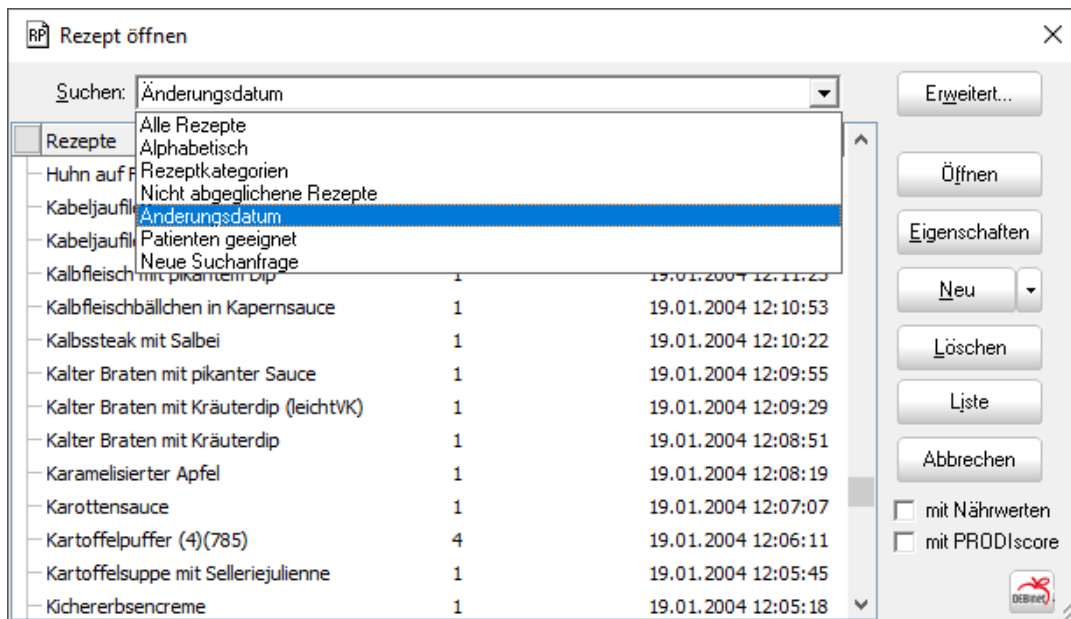 RP Rezept öffnen
Suchen: Änderungsdatum
Erweitert...
Rezepte
Alle Rezepte
Alphabetisch
Rezeptkategorien
Nicht abgeglichene Rezepte
Änderungsdatum
Patienten geeignet
Neue Suchanfrage
Huhn auf
Kabeljaufile
Kabeljaufile
Kalbfleisch mit pikantem Dip 1 19.01.2004 12:11:25
Kalbfleischbällchen in Kapernsauce 1 19.01.2004 12:10:53
Kalbssteak mit Salbei 1 19.01.2004 12:10:22
Kalter Braten mit pikanter Sauce 1 19.01.2004 12:09:55
Kalter Braten mit Kräuterdip (leichtVK) 1 19.01.2004 12:09:29
Kalter Braten mit Kräuterdip 1 19.01.2004 12:08:51
Karamelisierter Apfel 1 19.01.2004 12:08:19
Karottensauce 1 19.01.2004 12:07:07
Kartoffelpuffer (4)(785) 4 19.01.2004 12:06:11
Kartoffelsuppe mit Selleriejulienne 1 19.01.2004 12:05:45
Kichererbsencreme 1 19.01.2004 12:05:18
Öffnen
Eigenschaften
Neu
Löschen
Liste
Abbrechen
mit Nährwerten
mit PRODIscore
DEBInet